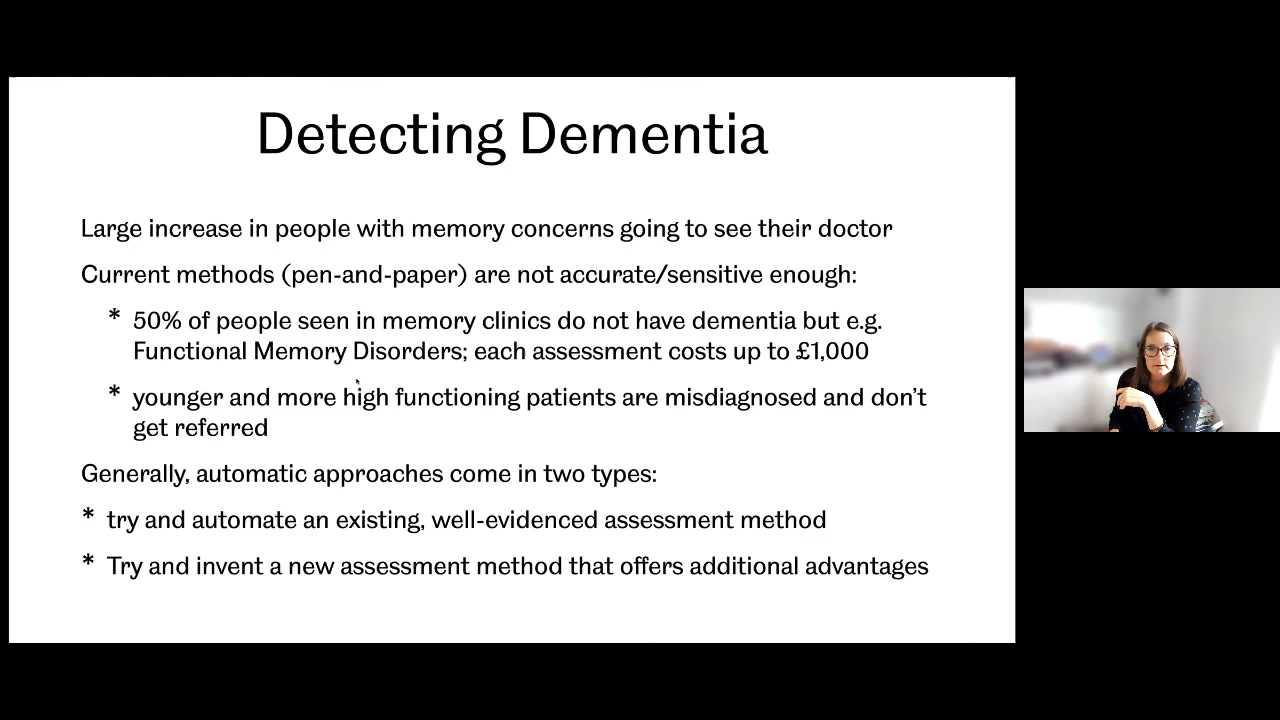 Detecting Dementia
Large increase in people with memory concerns going to see their doctor
Current methods (pen-and-paper) are not accurate/sensitive enough:
* 50% of people seen in memory clinics do not have dementia but e.g.
Functional Memory Disorders; each assessment costs up to £1,000
* younger and more high functioning patients are misdiagnosed and don't
get referred
Generally, automatic approaches come in two types:
* try and automate an existing, well-evidenced assessment method
* Try and invent a new assessment method that offers additional advantages